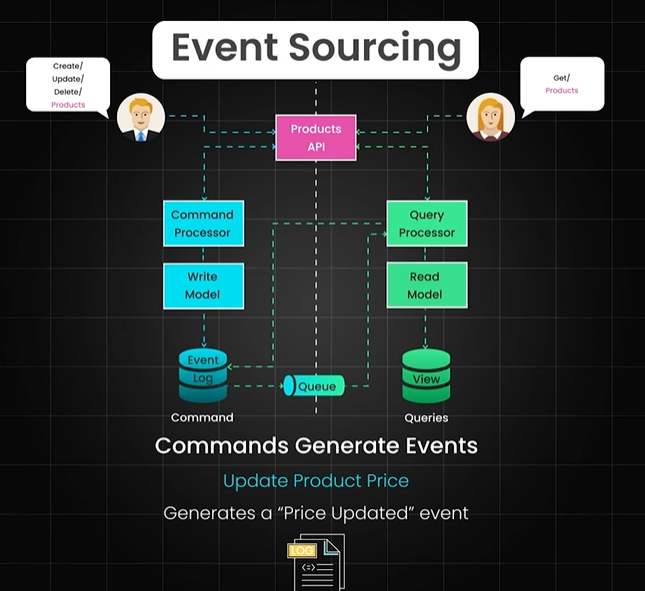 Event Sourcing
Create/
Update/
Delete/
Products
Get/
Products
Products
API
Command
Processor
Query
Processor
Write
Model
Read
Model
Event
Log
Queue
View
Command
Queries
Commands Generate Events
Update Product Price
Generates a “Price Updated” event
LOG
<=>